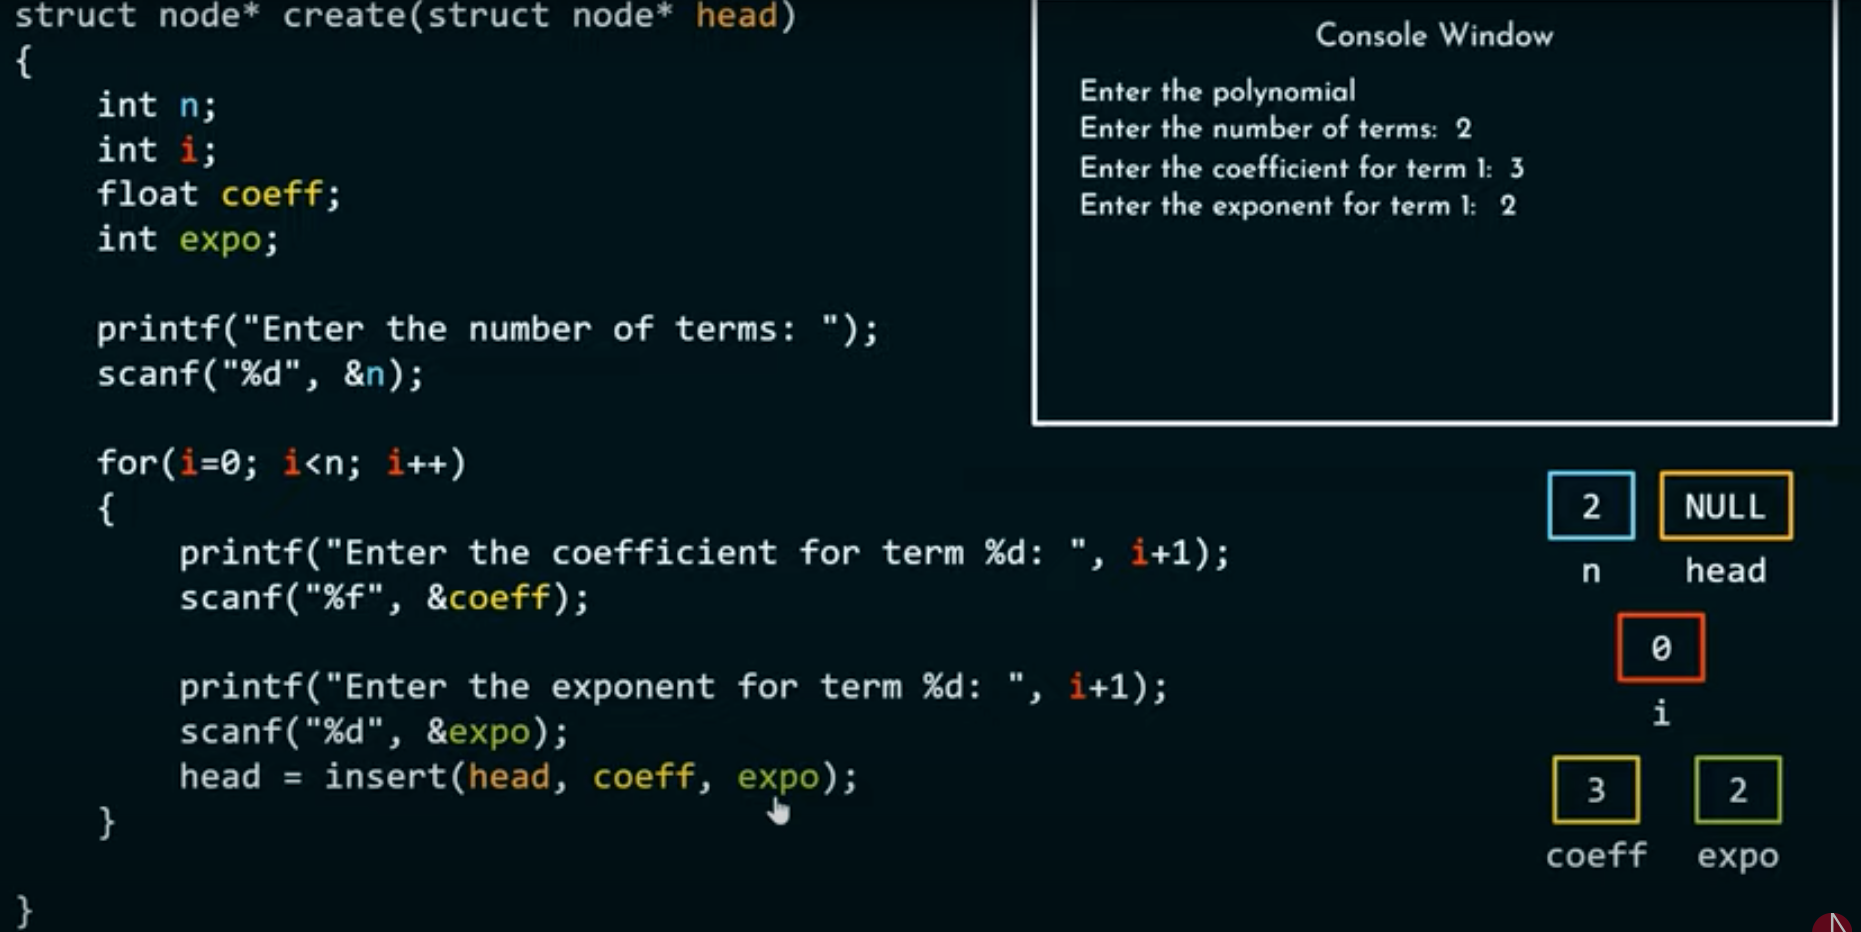 struct node* create(struct node* head)
{
int n;
int i;
float coeff;
int expo;
printf("Enter the number of terms: ");
scanf("%d", &n);
for(i=0; i<n; i++)
{
printf("Enter the coefficient for term %d: ", i+1);
scanf("%f", &coeff);
printf("Enter the exponent for term %d: ", i+1);
scanf("%d", &expo);
head = insert(head, coeff, expo);
}
}
Console Window
Enter the polynomial
Enter the number of terms: 2
Enter the coefficient for term 1: 3
Enter the exponent for term 1: 2
2 NULL
n head
0
i
3 2
coeff expo